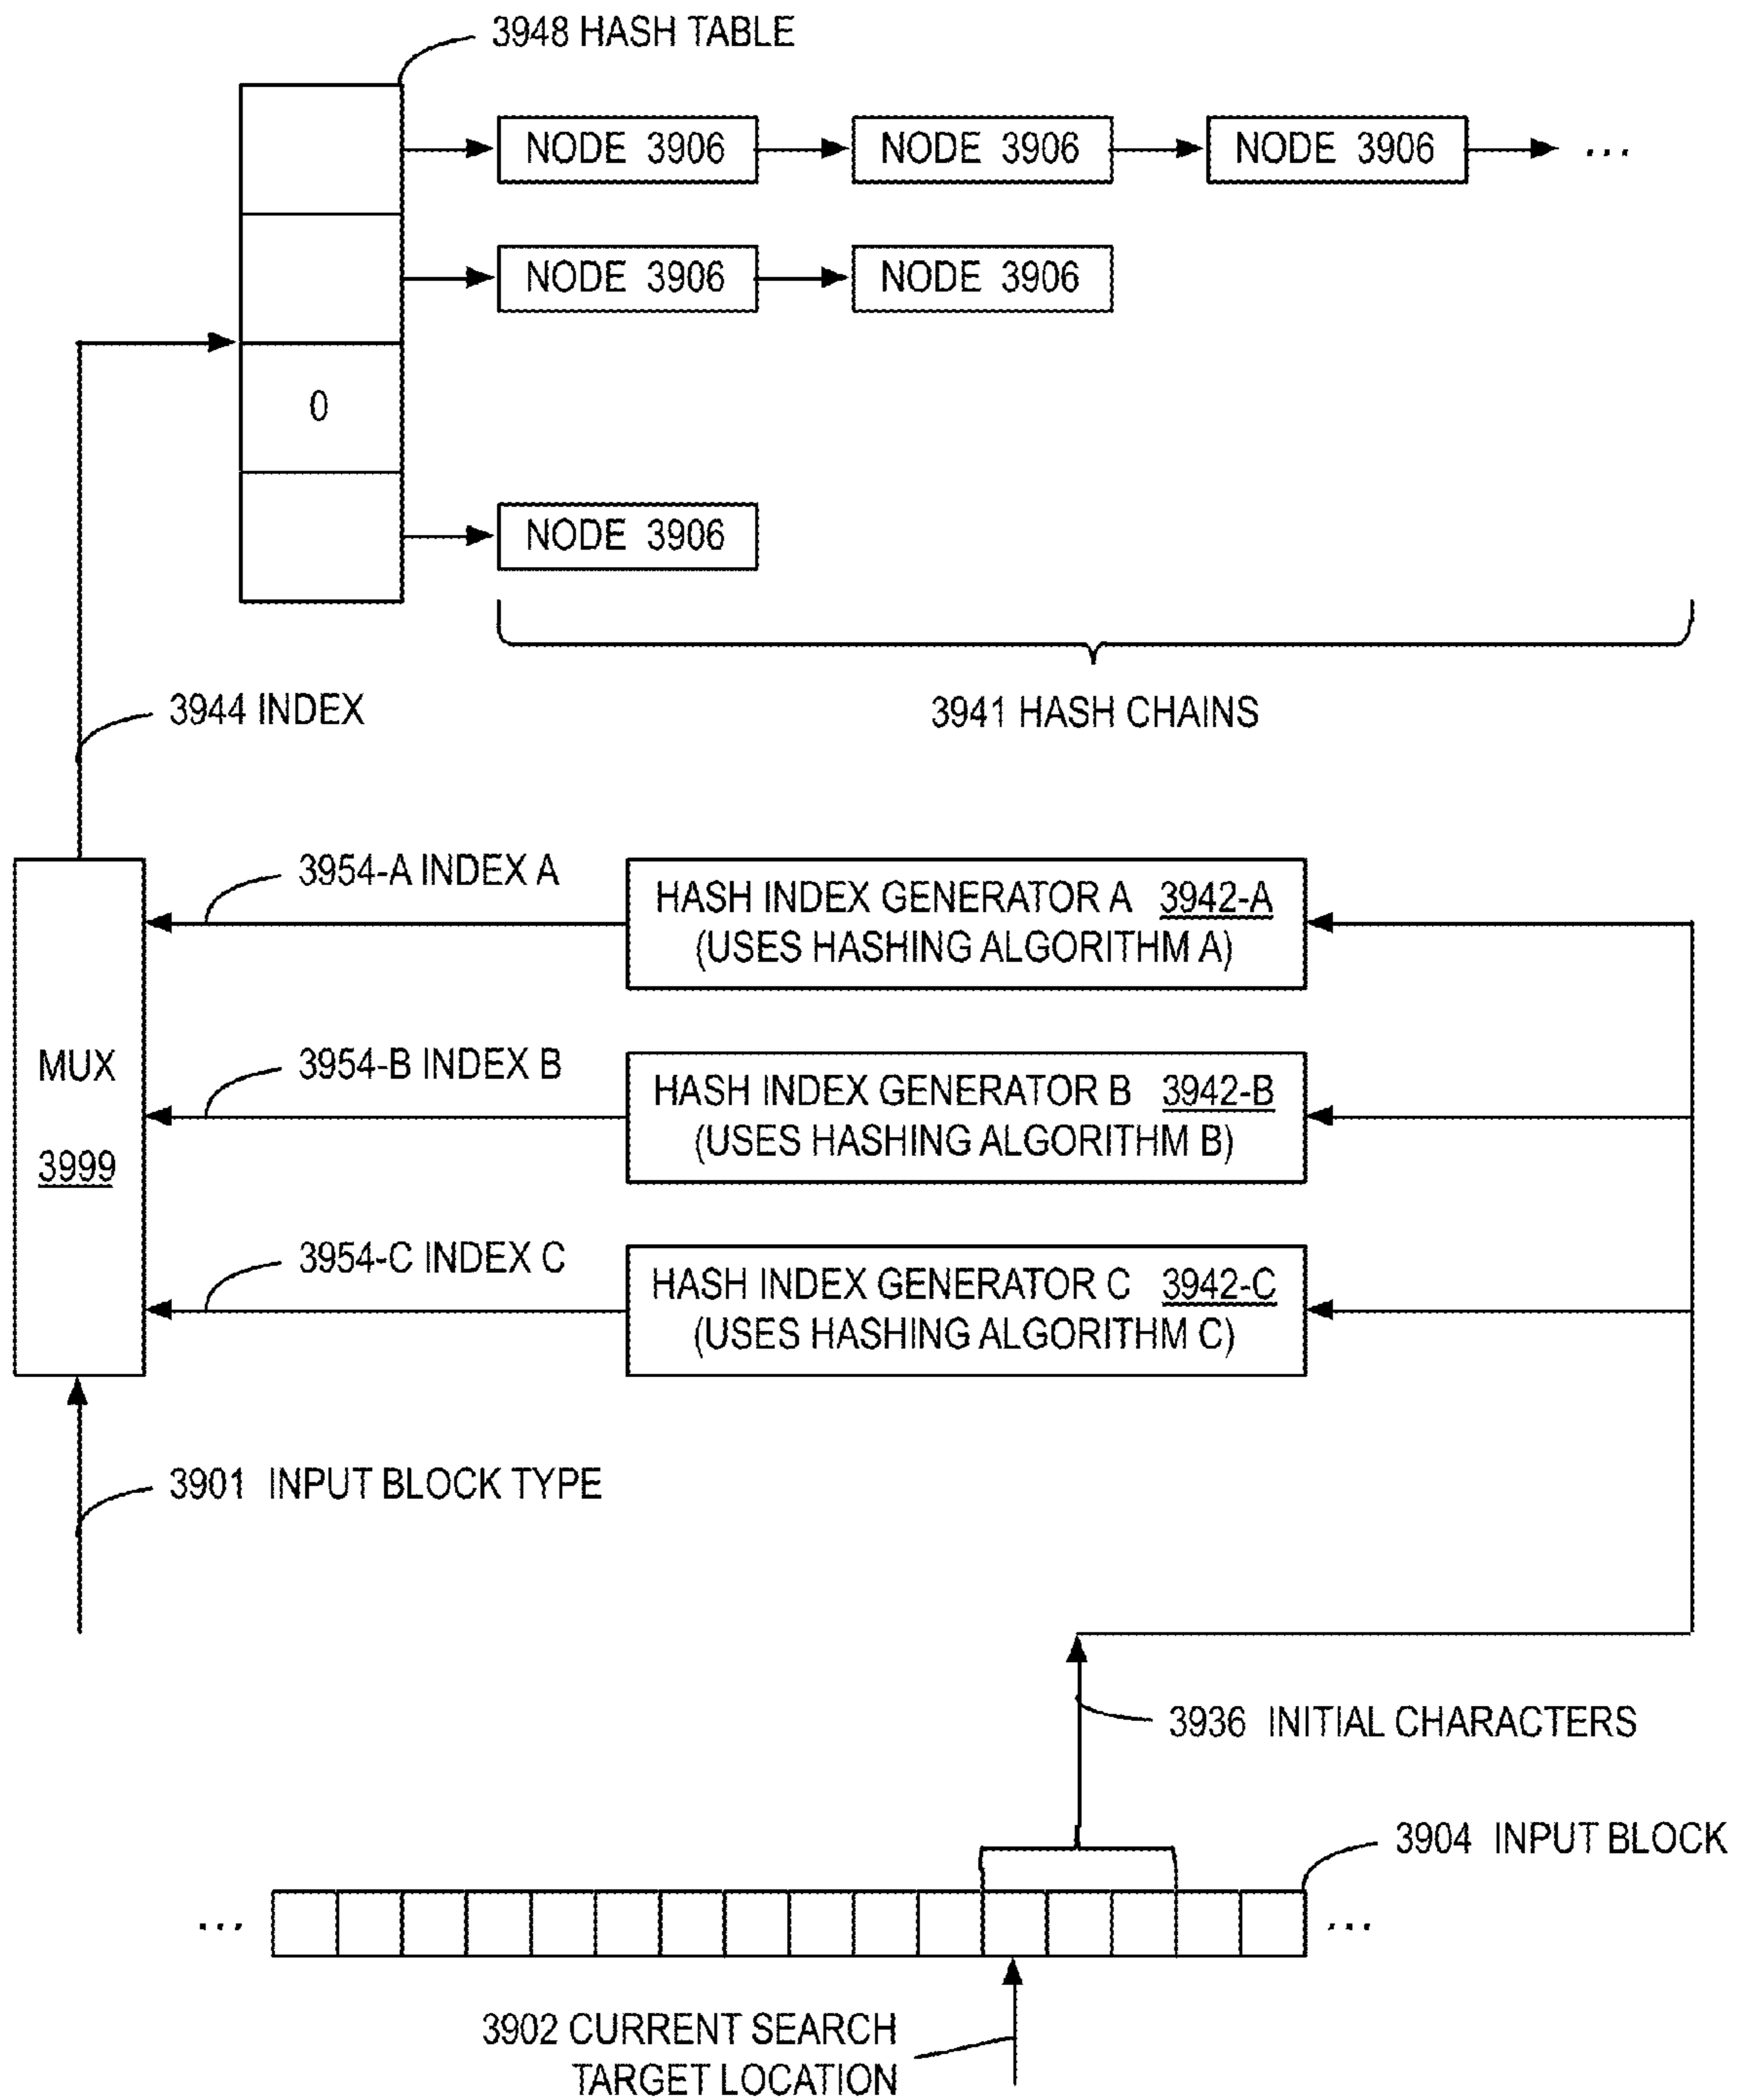 3948 HASH TABLE
NODE 3906
NODE 3906
NODE 3906
...
NODE 3906
NODE 3906
0
NODE 3906
3944 INDEX
3941 HASH CHAINS
3954-A INDEX A
HASH INDEX GENERATOR A 3942-A
(USES HASHING ALGORITHM A)
MUX
3999
3954-B INDEX B
HASH INDEX GENERATOR B 3942-B
(USES HASHING ALGORITHM B)
3954-C INDEX C
HASH INDEX GENERATOR C 3942-C
(USES HASHING ALGORITHM C)
3901 INPUT BLOCK TYPE
3936 INITIAL CHARACTERS
3904 INPUT BLOCK
...
...
3902 CURRENT SEARCH
TARGET LOCATION